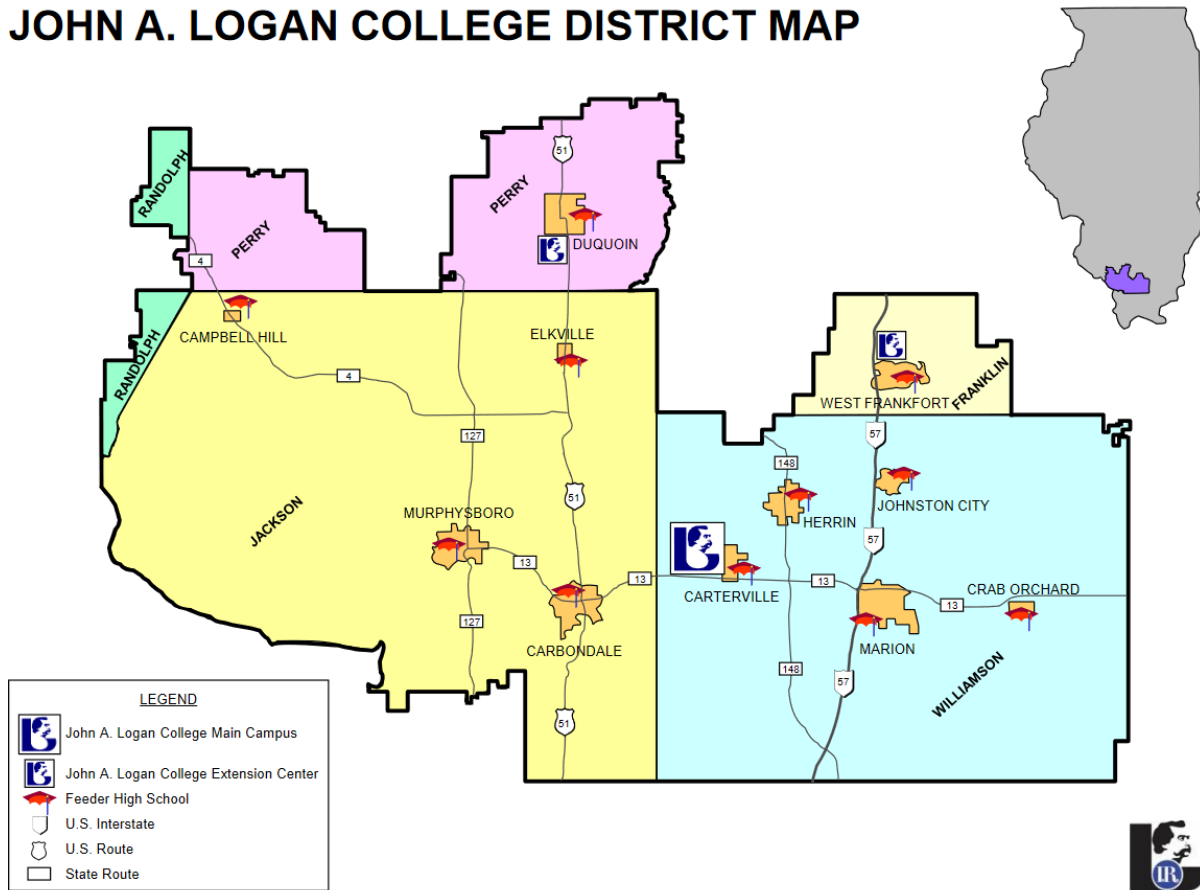 JOHN A. LOGAN COLLEGE DISTRICT MAP
RANDOLPH
PERRY
PERRY
51
DUQUOIN
4
CAMPBELL HILL
RANDOLPH
ELKVILLE
4
127
51
WEST FRANKFORT
FRANKLIN
57
148
JOHNSTON CITY
HERRIN
57
JACKSON
MURPHYSBORO
13
13
CARTERVILLE
13
CRAB ORCHARD
13
127
CARBONDALE
MARION
148
57
WILLIAMSON
51
LEGEND
John A. Logan College Main Campus
John A. Logan College Extension Center
Feeder High School
U.S. Interstate
U.S. Route
State Route
IR